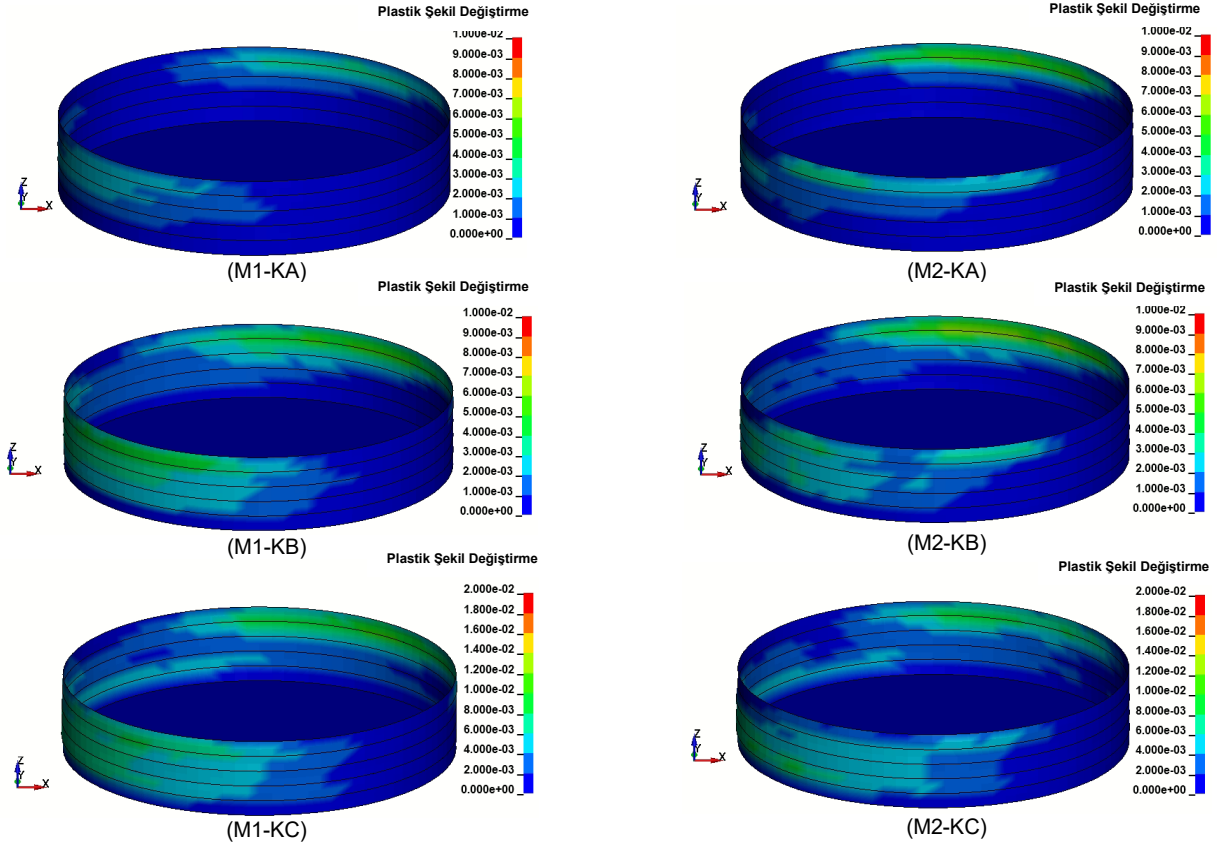 Plastik Şekil Değiştirme
1.000e-02
9.000e-03
8.000e-03
7.000e-03
6.000e-03
5.000e-03
4.000e-03
3.000e-03
2.000e-03
1.000e-03
0.000e+00
Z
Y
X
(M1-KA)
Plastik Şekil Değiştirme
1.000e-02
9.000e-03
8.000e-03
7.000e-03
6.000e-03
5.000e-03
4.000e-03
3.000e-03
2.000e-03
1.000e-03
0.000e+00
Z
Y
X
(M2-KA)
Plastik Şekil Değiştirme
1.000e-02
9.000e-03
8.000e-03
7.000e-03
6.000e-03
5.000e-03
4.000e-03
3.000e-03
2.000e-03
1.000e-03
0.000e+00
Z
Y
X
(M1-KB)
Plastik Şekil Değiştirme
1.000e-02
9.000e-03
8.000e-03
7.000e-03
6.000e-03
5.000e-03
4.000e-03
3.000e-03
2.000e-03
1.000e-03
0.000e+00
Z
Y
X
(M2-KB)
Plastik Şekil Değiştirme
2.000e-02
1.800e-02
1.600e-02
1.400e-02
1.200e-02
1.000e-02
8.000e-03
6.000e-03
4.000e-03
2.000e-03
0.000e+00
Z
Y
X
(M1-KC)
Plastik Şekil Değiştirme
2.000e-02
1.800e-02
1.600e-02
1.400e-02
1.200e-02
1.000e-02
8.000e-03
6.000e-03
4.000e-03
2.000e-03
0.000e+00
Z
Y
X
(M2-KC)